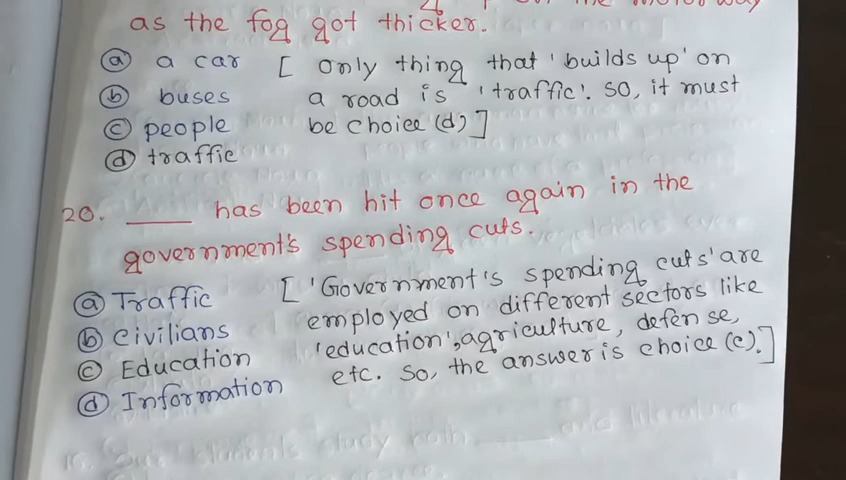 as the fog got thicker.
ⓐ a car [ only thing that 'builds up' on
ⓑ buses a road is 'traffic'. So, it must
ⓒ people be choice (d)]
ⓓ traffic
20. ____ has been hit once again in the
government's spending cuts.
ⓐ Traffic ['Government's spending cuts' are
ⓑ Civilians employed on different sectors like
ⓒ Education 'education', agriculture, defense,
ⓓ Information etc. So, the answer is choice (c).]